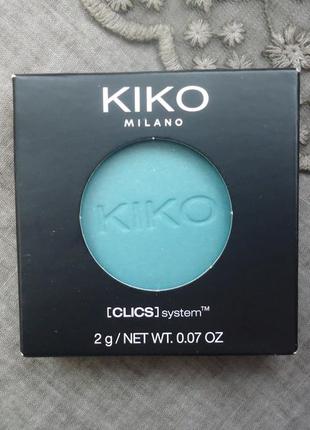 KIKO
MILANO
KIKO
[CLICS] system™
2 g / NET WT. 0.07 OZ